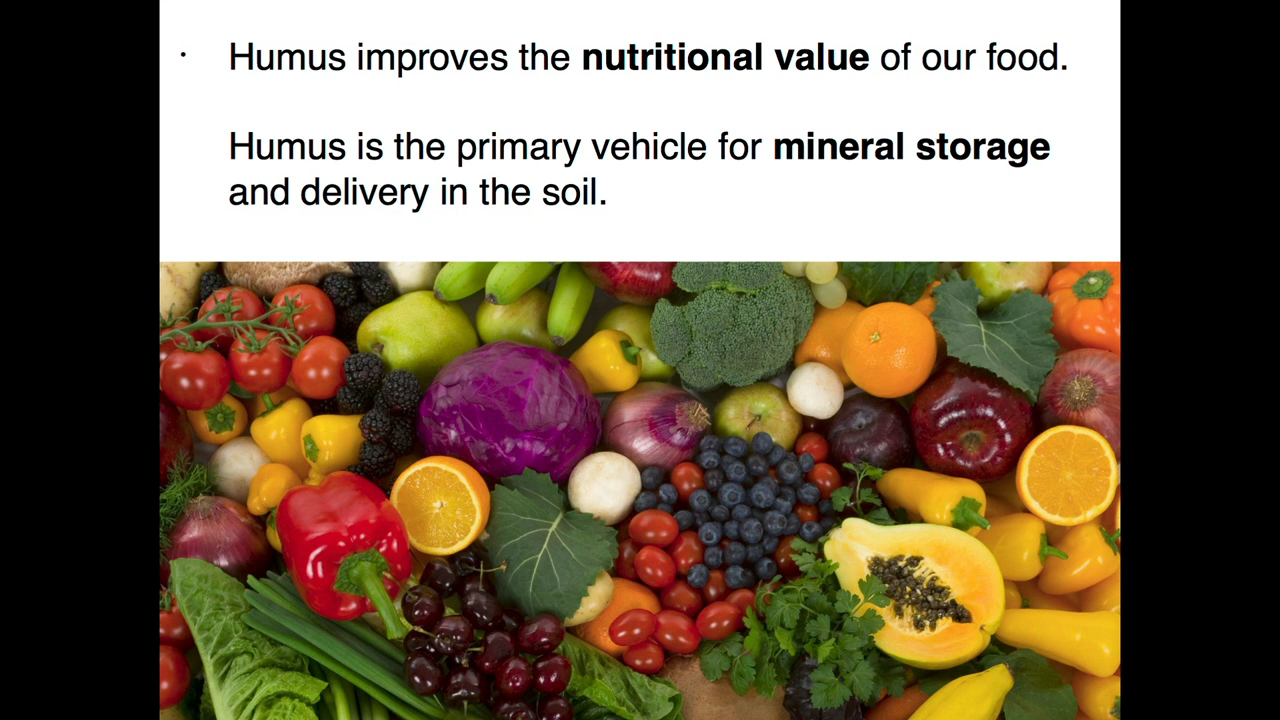 · Humus improves the nutritional value of our food.
Humus is the primary vehicle for mineral storage
and delivery in the soil.